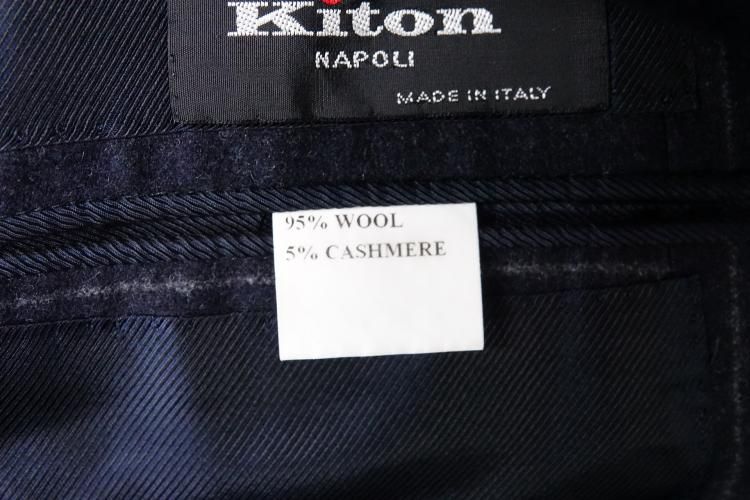 Kiton
NAPOLI
MADE IN ITALY
95% WOOL
5% CASHMERE